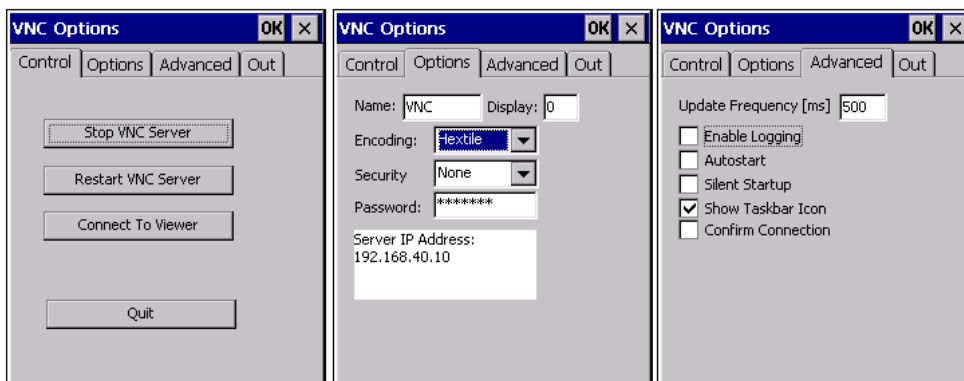 VNC Options OK ×
Control Options Advanced Out
Stop VNC Server
Restart VNC Server
Connect To Viewer
Quit
VNC Options OK ×
Control Options Advanced Out
Name: VNC Display: 0
Encoding: Hextile
Security None
Password: *******
Server IP Address:
192.168.40.10
VNC Options OK ×
Control Options Advanced Out
Update Frequency [ms] 500
Enable Logging
Autostart
Silent Startup
Show Taskbar Icon
Confirm Connection